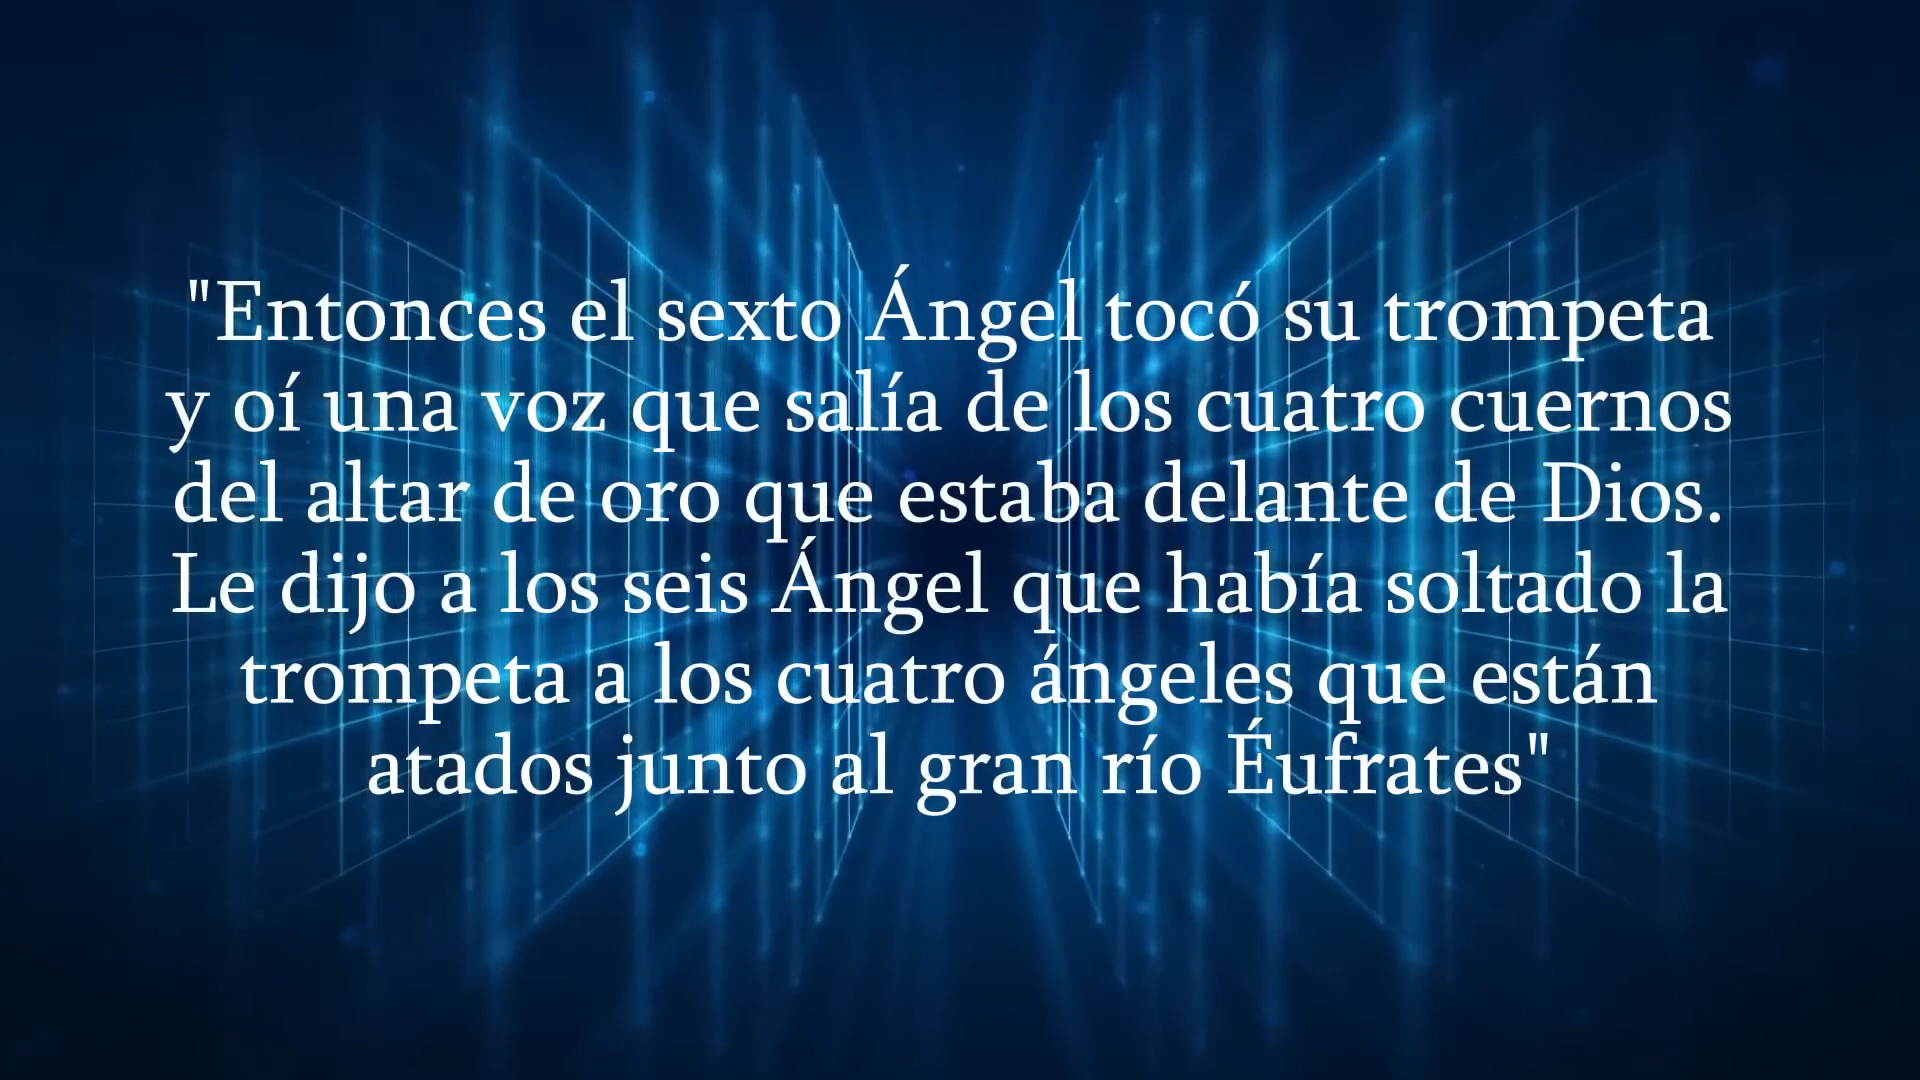 "Entonces el sexto Ángel tocó su trompeta
y oí una voz que salía de los cuatro cuernos
del altar de oro que estaba delante de Dios.
Le dijo a los seis Ángel que había soltado la
trompeta a los cuatro ángeles que están
atados junto al gran río Éufrates"